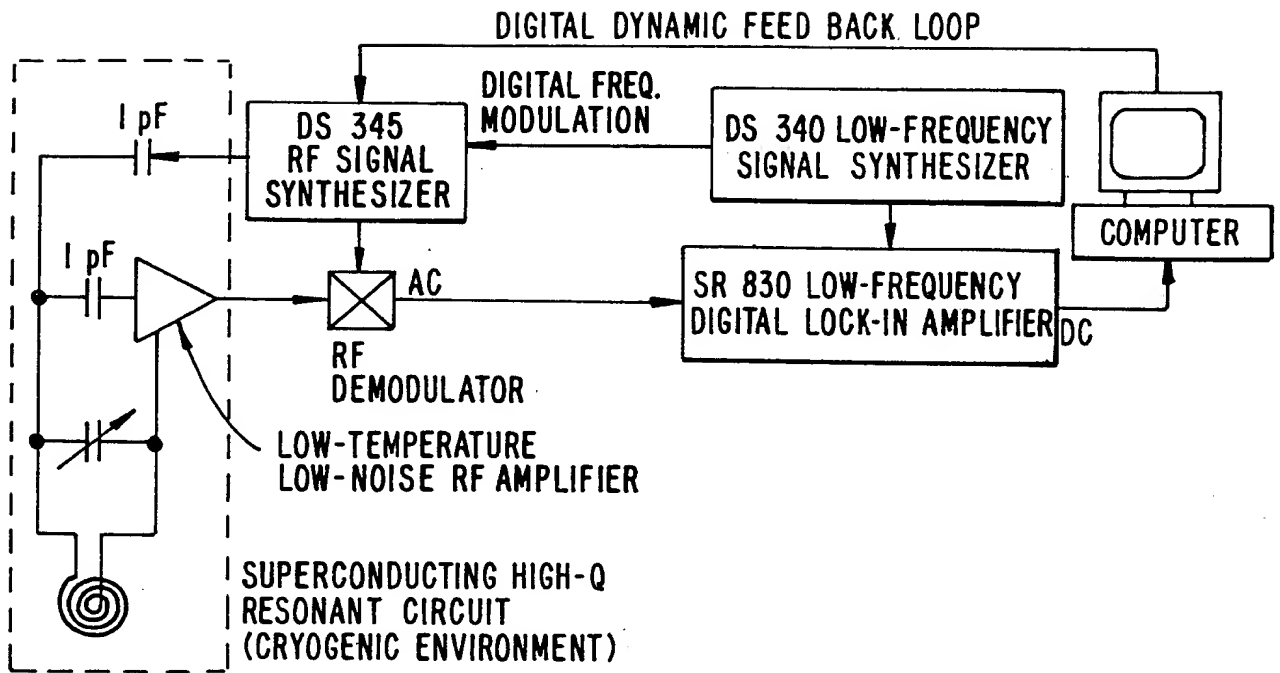 DIGITAL DYNAMIC FEED BACK LOOP
1 pF
DS 345
RF SIGNAL
SYNTHESIZER
DIGITAL FREQ.
MODULATION
DS 340 LOW-FREQUENCY
SIGNAL SYNTHESIZER
COMPUTER
1 pF
AC
SR 830 LOW-FREQUENCY
DIGITAL LOCK-IN AMPLIFIER
DC
RF
DEMODULATOR
LOW-TEMPERATURE
LOW-NOISE RF AMPLIFIER
SUPERCONDUCTING HIGH-Q
RESONANT CIRCUIT
(CRYOGENIC ENVIRONMENT)